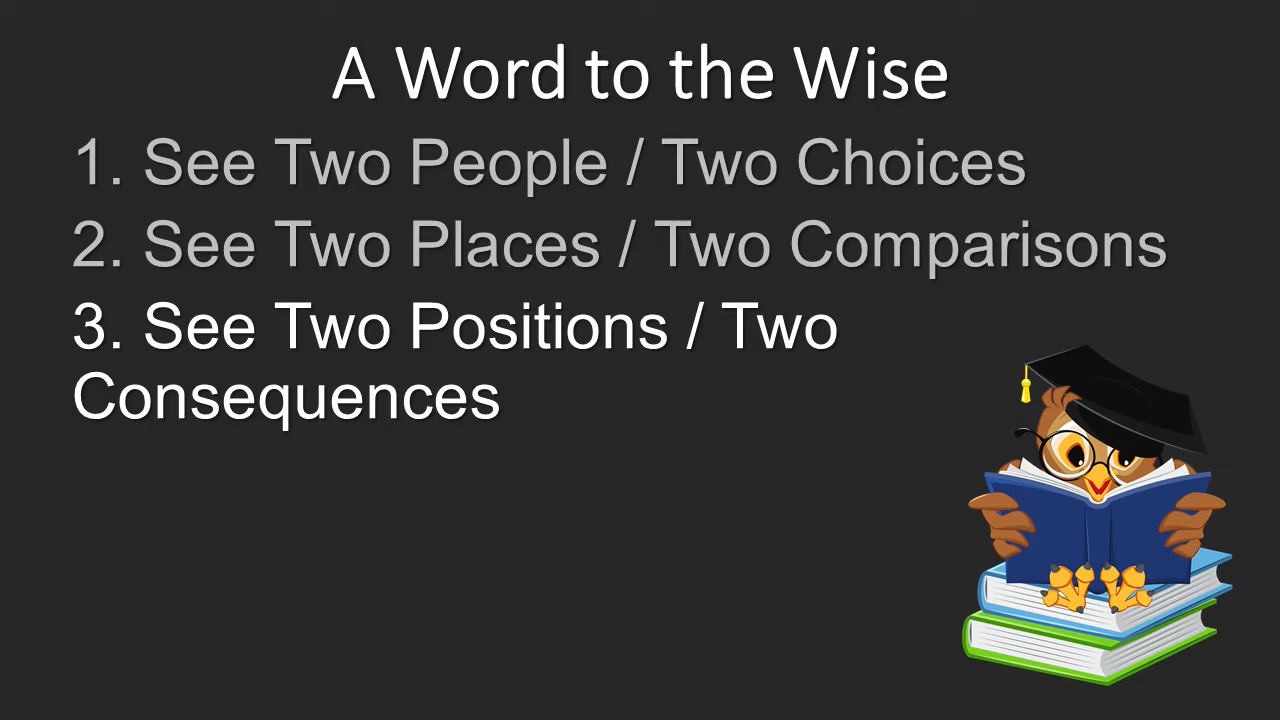 A Word to the Wise
1. See Two People / Two Choices
2. See Two Places / Two Comparisons
3. See Two Positions / Two
Consequences